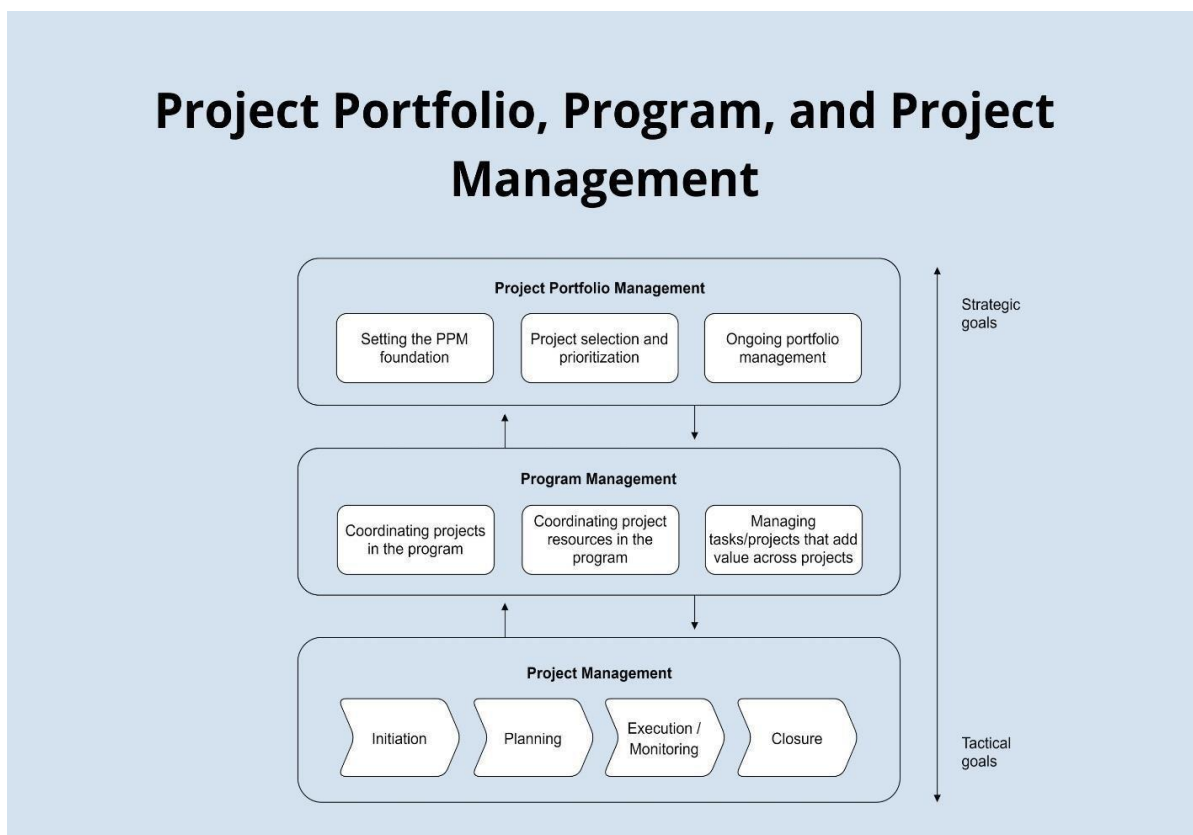 Project Portfolio, Program, and Project
Management
Project Portfolio Management
Setting the PPM
foundation
Project selection and
prioritization
Ongoing portfolio
management
Strategic
goals
Program Management
Coordinating projects
in the program
Coordinating project
resources in the
program
Managing
tasks/projects that add
value across projects
Project Management
Initiation
Planning
Execution /
Monitoring
Closure
Tactical
goals